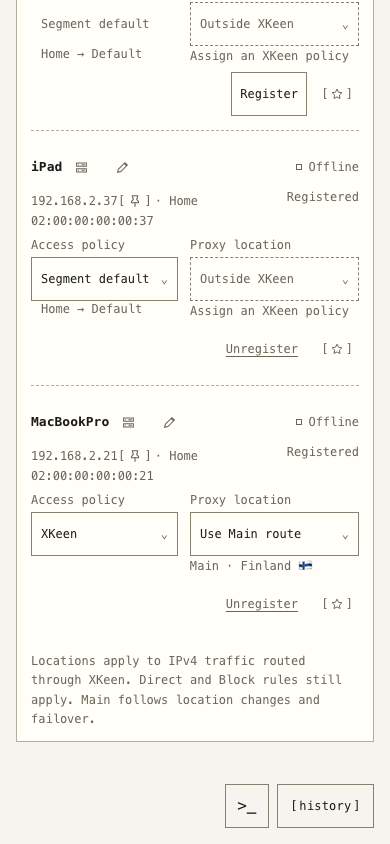 Segment default
Outside XKeen
Home → Default
Assign an XKeen policy
Register
[☆]
iPad
Offline
192.168.2.37[ ]· Home
Registered
02:00:00:00:00:37
Access policy
Proxy location
Segment default
Outside XKeen
Home → Default
Assign an XKeen policy
Unregister
[☆]
MacBookPro
Offline
192.168.2.21[ ]· Home
Registered
02:00:00:00:00:21
Access policy
Proxy location
XKeen
Use Main route
Main · Finland 🇫🇮
Unregister
[☆]
Locations apply to IPv4 traffic routed
through XKeen. Direct and Block rules still
apply. Main follows location changes and
failover.
>_
[history]